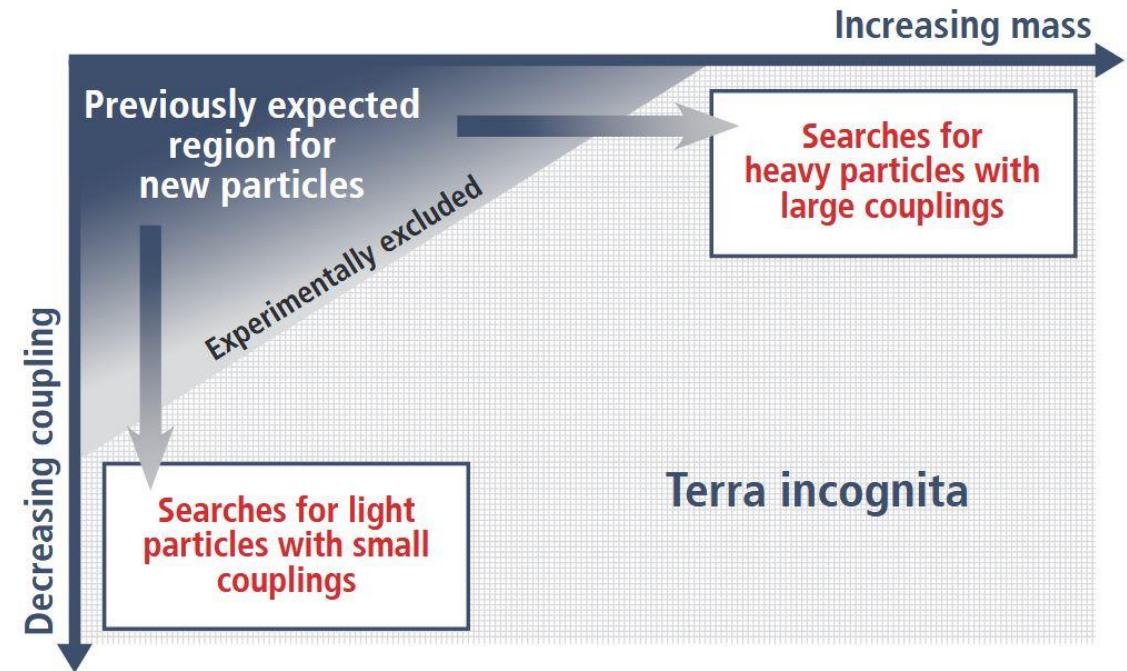 Increasing mass
Previously expected
region for
new particles
Searches for
heavy particles with
large couplings
Experimentally excluded
Decreasing coupling
Terra incognita
Searches for light
particles with small
couplings